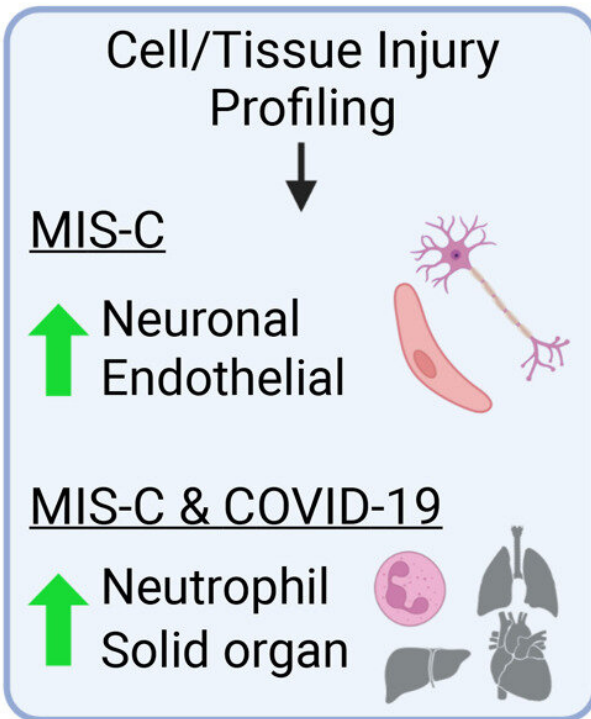 Cell/Tissue Injury
Profiling
MIS-C
Neuronal
Endothelial
MIS-C & COVID-19
Neutrophil
Solid organ